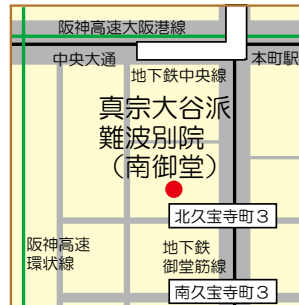 阪神高速大阪港線
中央大通
本町駅
地下鉄中央線
真宗大谷派
難波別院
（南御堂）
北久宝寺町3
阪神高速
環状線
地下鉄
御堂筋線
南久宝寺町3